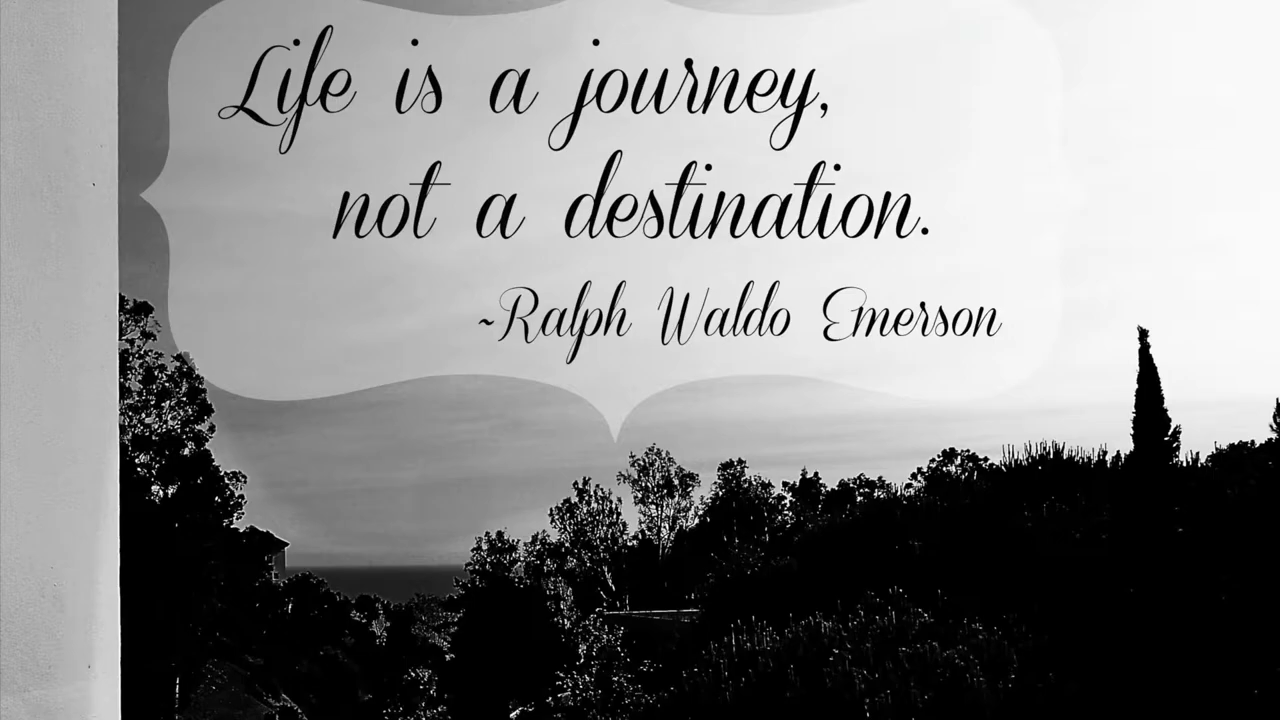 Life is a journey,
not a destination.
~Ralph Waldo Emerson